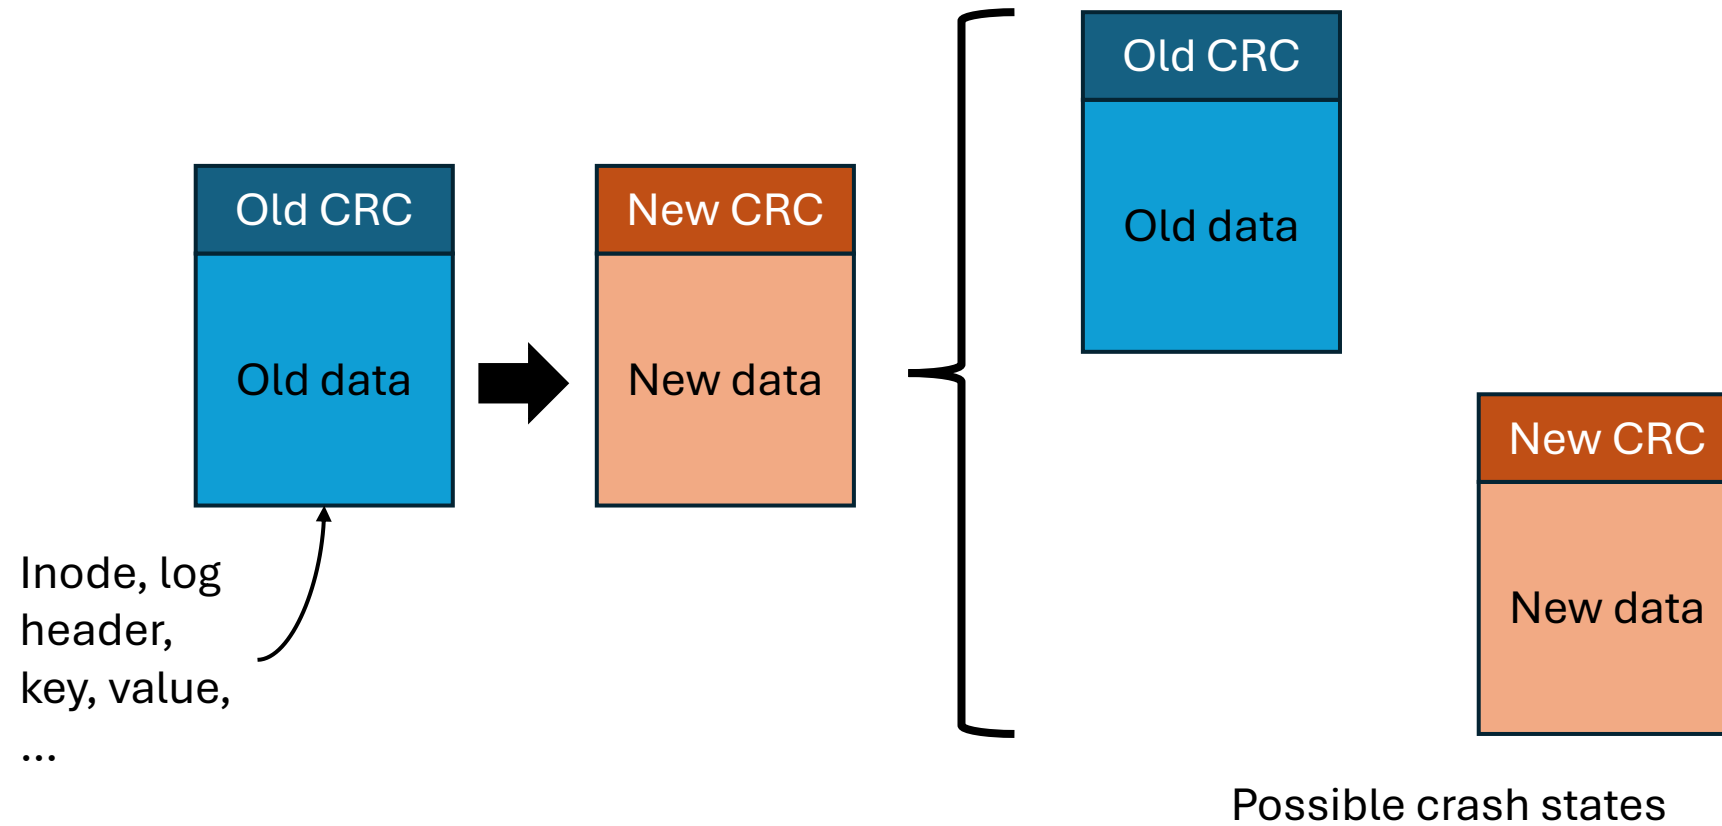 Old CRC
Old data
Inode, log
header,
key, value,
...
New CRC
New data
Old CRC
Old data
New CRC
New data
Possible crash states